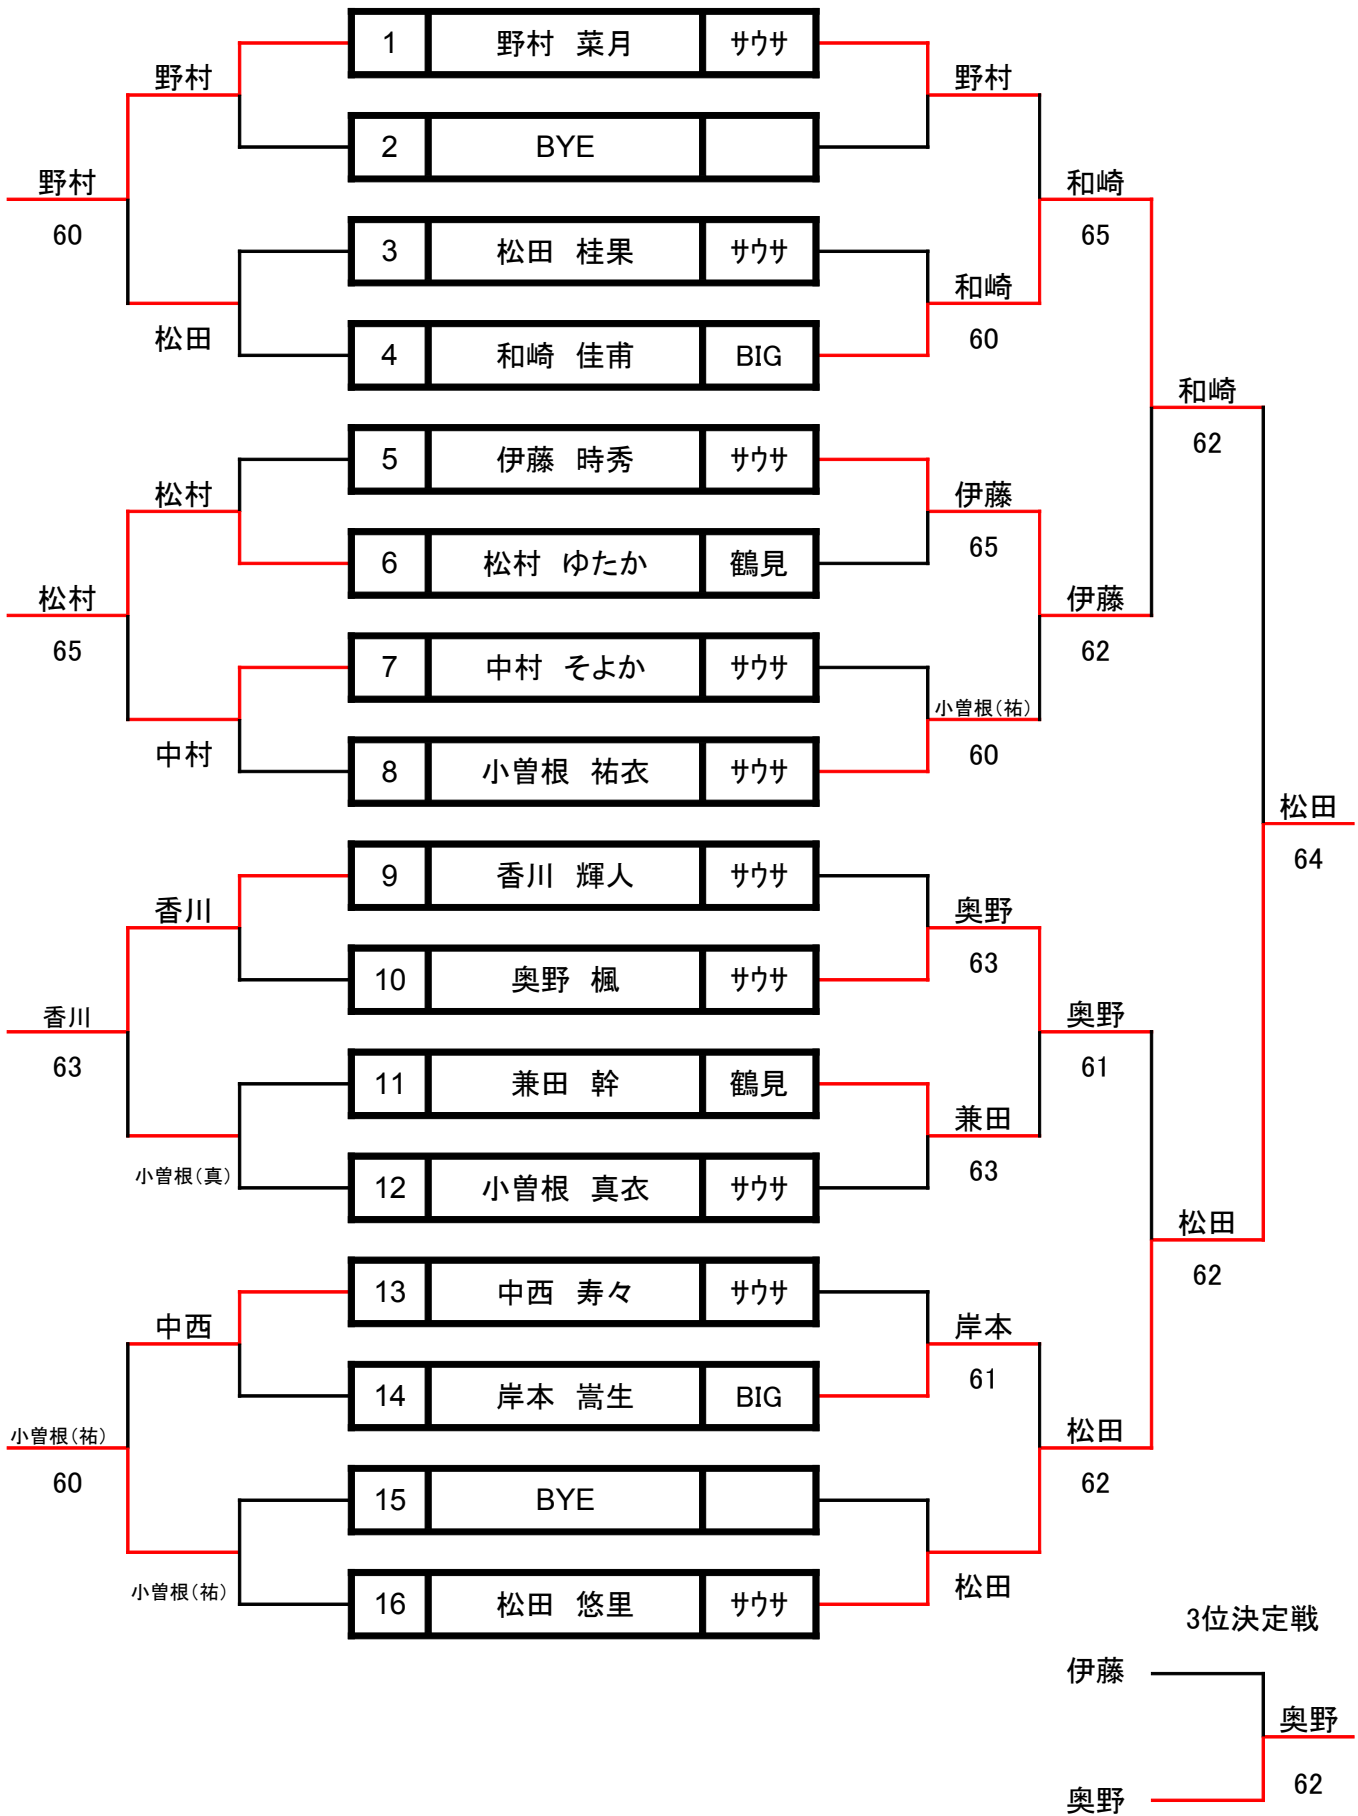 1 野村 菜月 ｻｳｻ
野村 野村
2 BYE
野村 和崎
60 65
3 松田 桂果 ｻｳｻ
和崎
松田 60
4 和崎 佳甫 BIG
和崎
62
5 伊藤 時秀 ｻｳｻ
松村 伊藤
65
6 松村 ゆたか 鶴見
松村 伊藤
65 62
7 中村 そよか ｻｳｻ
小曽根(祐)
中村 60
8 小曽根 祐衣 ｻｳｻ
松田
64
9 香川 輝人 ｻｳｻ
香川 奥野
63
10 奥野 楓 ｻｳｻ
香川 奥野
63 61
11 兼田 幹 鶴見
兼田
小曽根(真) 63
12 小曽根 真衣 ｻｳｻ
松田
62
13 中西 寿々 ｻｳｻ
中西 岸本
61
14 岸本 嵩生 BIG
小曽根(祐) 松田
60 62
15 BYE
小曽根(祐) 松田
16 松田 悠里 ｻｳｻ
3位決定戦
伊藤
奥野
62
奥野